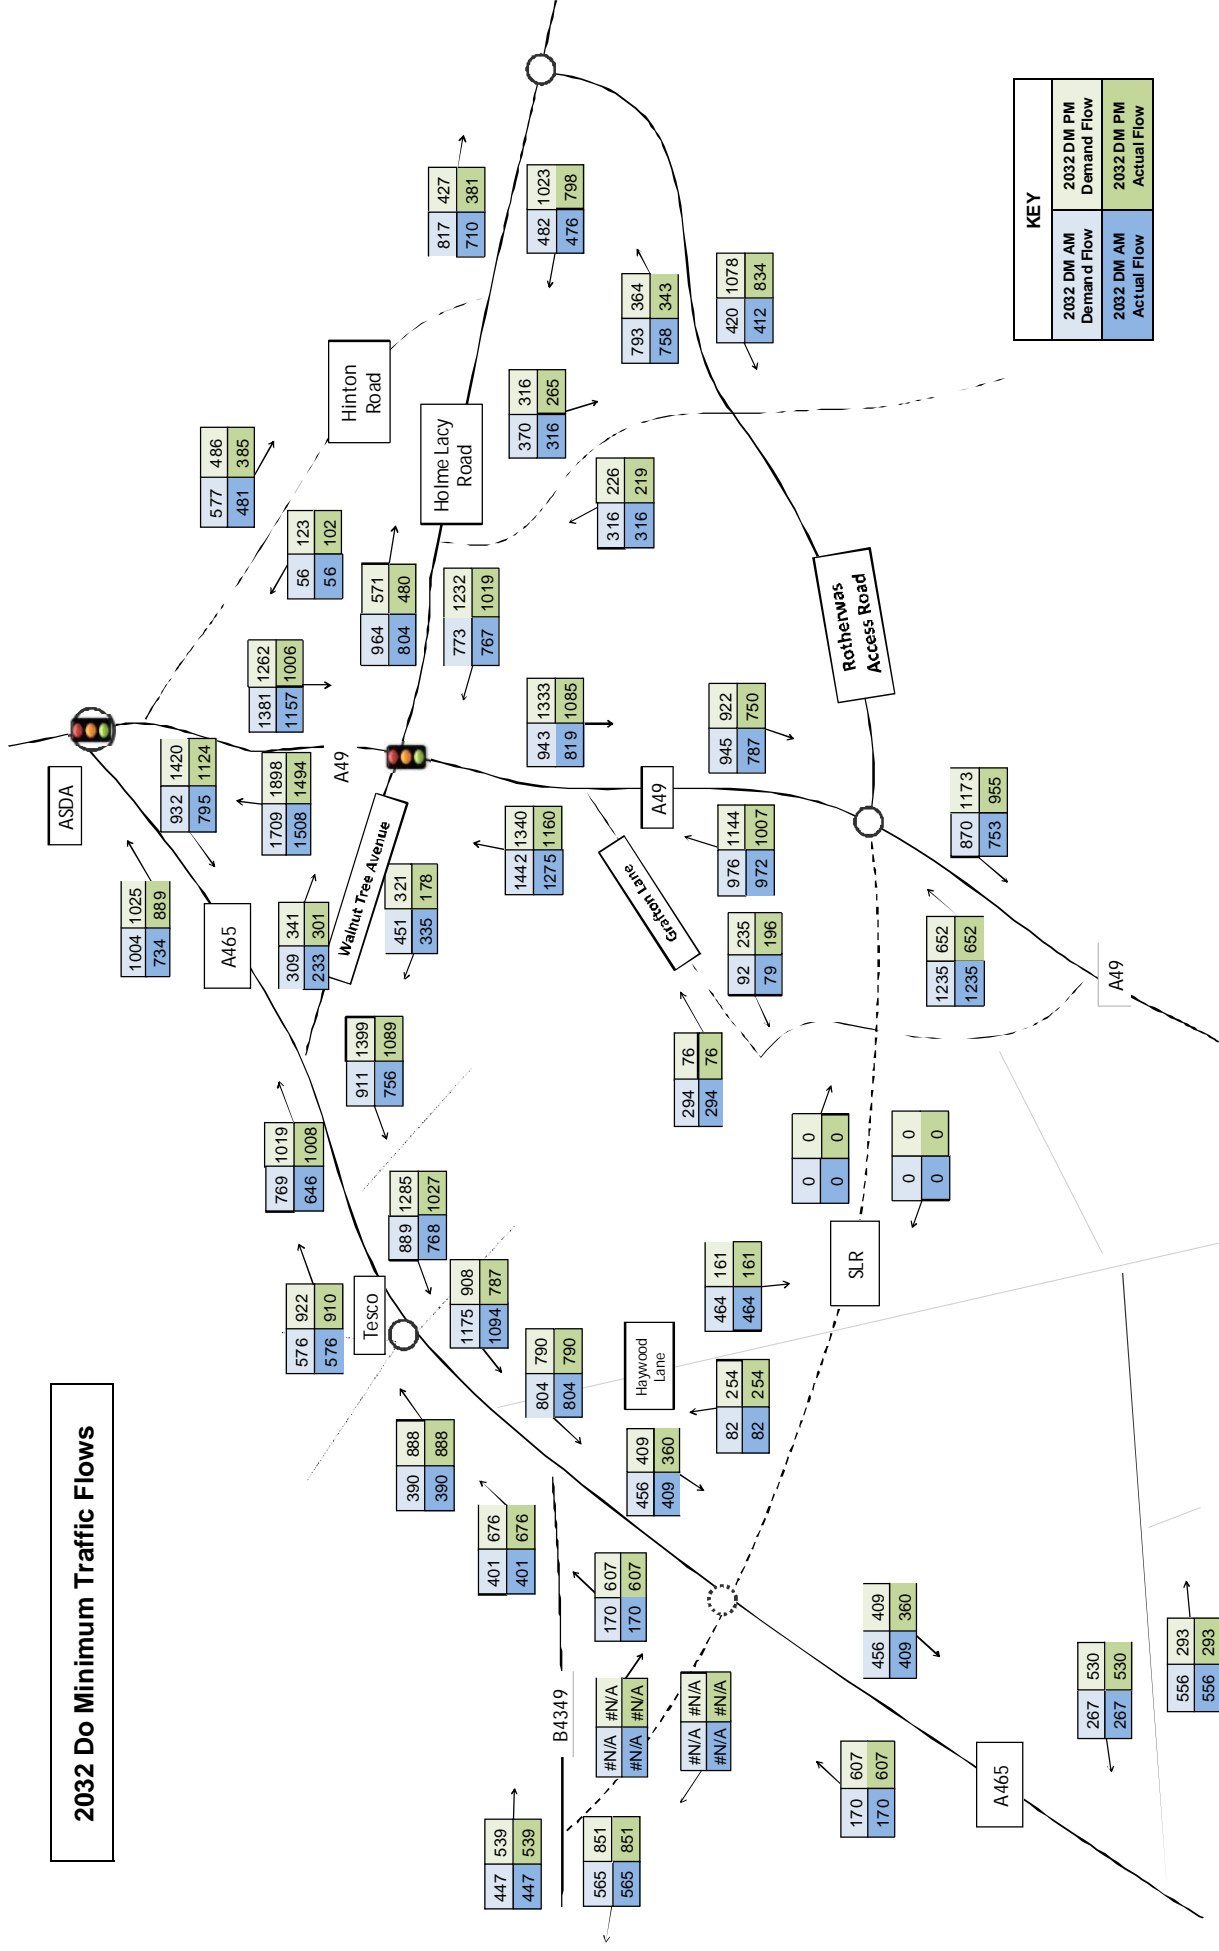 2032 Do Minimum Traffic Flows
ASDA
1004 1025
734 889
932 1420
795 1124
577 486
481 385
A465
1381 1262
1157 1006
1709 1898
1508 1494
769 1019
646 1008
309 341
233 301
56 123
56 102
576 922
576 910
Tesco
911 1399
756 1089
Walnut Tree Avenue
A49
Hinton
Road
964 571
804 480
889 1285
768 1027
451 321
335 178
390 888
390 888
Holme Lacy
Road
817 427
710 381
1175 908
1094 787
773 1232
767 1019
401 676
401 676
447 539
447 539
B4349
804 790
804 790
1442 1340
1275 1160
943 1333
819 1085
370 316
316 265
482 1023
476 798
565 851
565 851
#N/A #N/A
#N/A #N/A
170 607
170 607
316 226
316 219
Grafton Lane
Haywood
Lane
456 409
409 360
A49
793 364
758 343
#N/A #N/A
#N/A #N/A
294 76
294 76
464 161
464 161
82 254
82 254
92 235
79 196
976 1144
972 1007
945 922
787 750
420 1078
412 834
0 0
0 0
SLR
Rotherwas
Access Road
170 607
170 607
456 409
409 360
0 0
0 0
1235 652
1235 652
870 1173
753 955
A465
A49
267 530
267 530
556 293
556 293
KEY
2032 DM AM
Demand Flow
2032 DM PM
Demand Flow
2032 DM AM
Actual Flow
2032 DM PM
Actual Flow